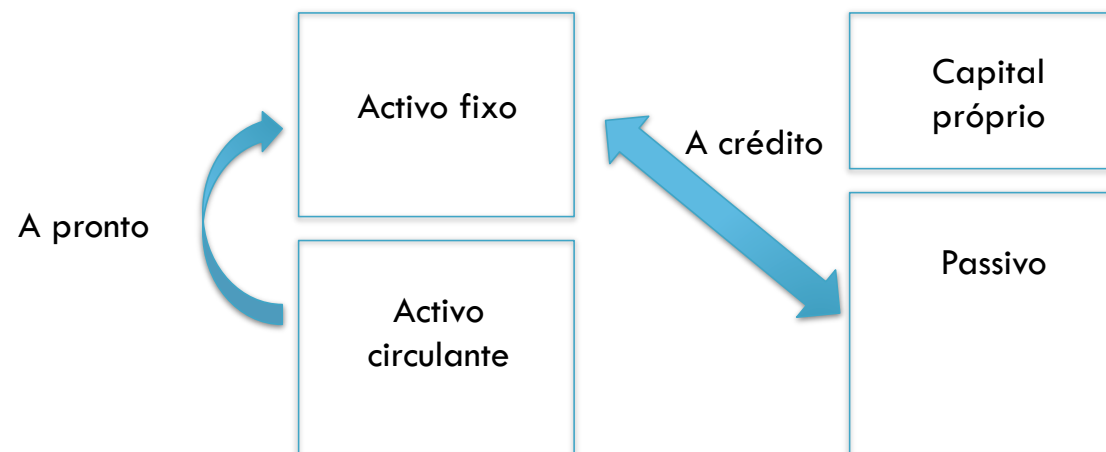 Activo fixo
Capital
próprio
A crédito
A pronto
Passivo
Activo
circulante